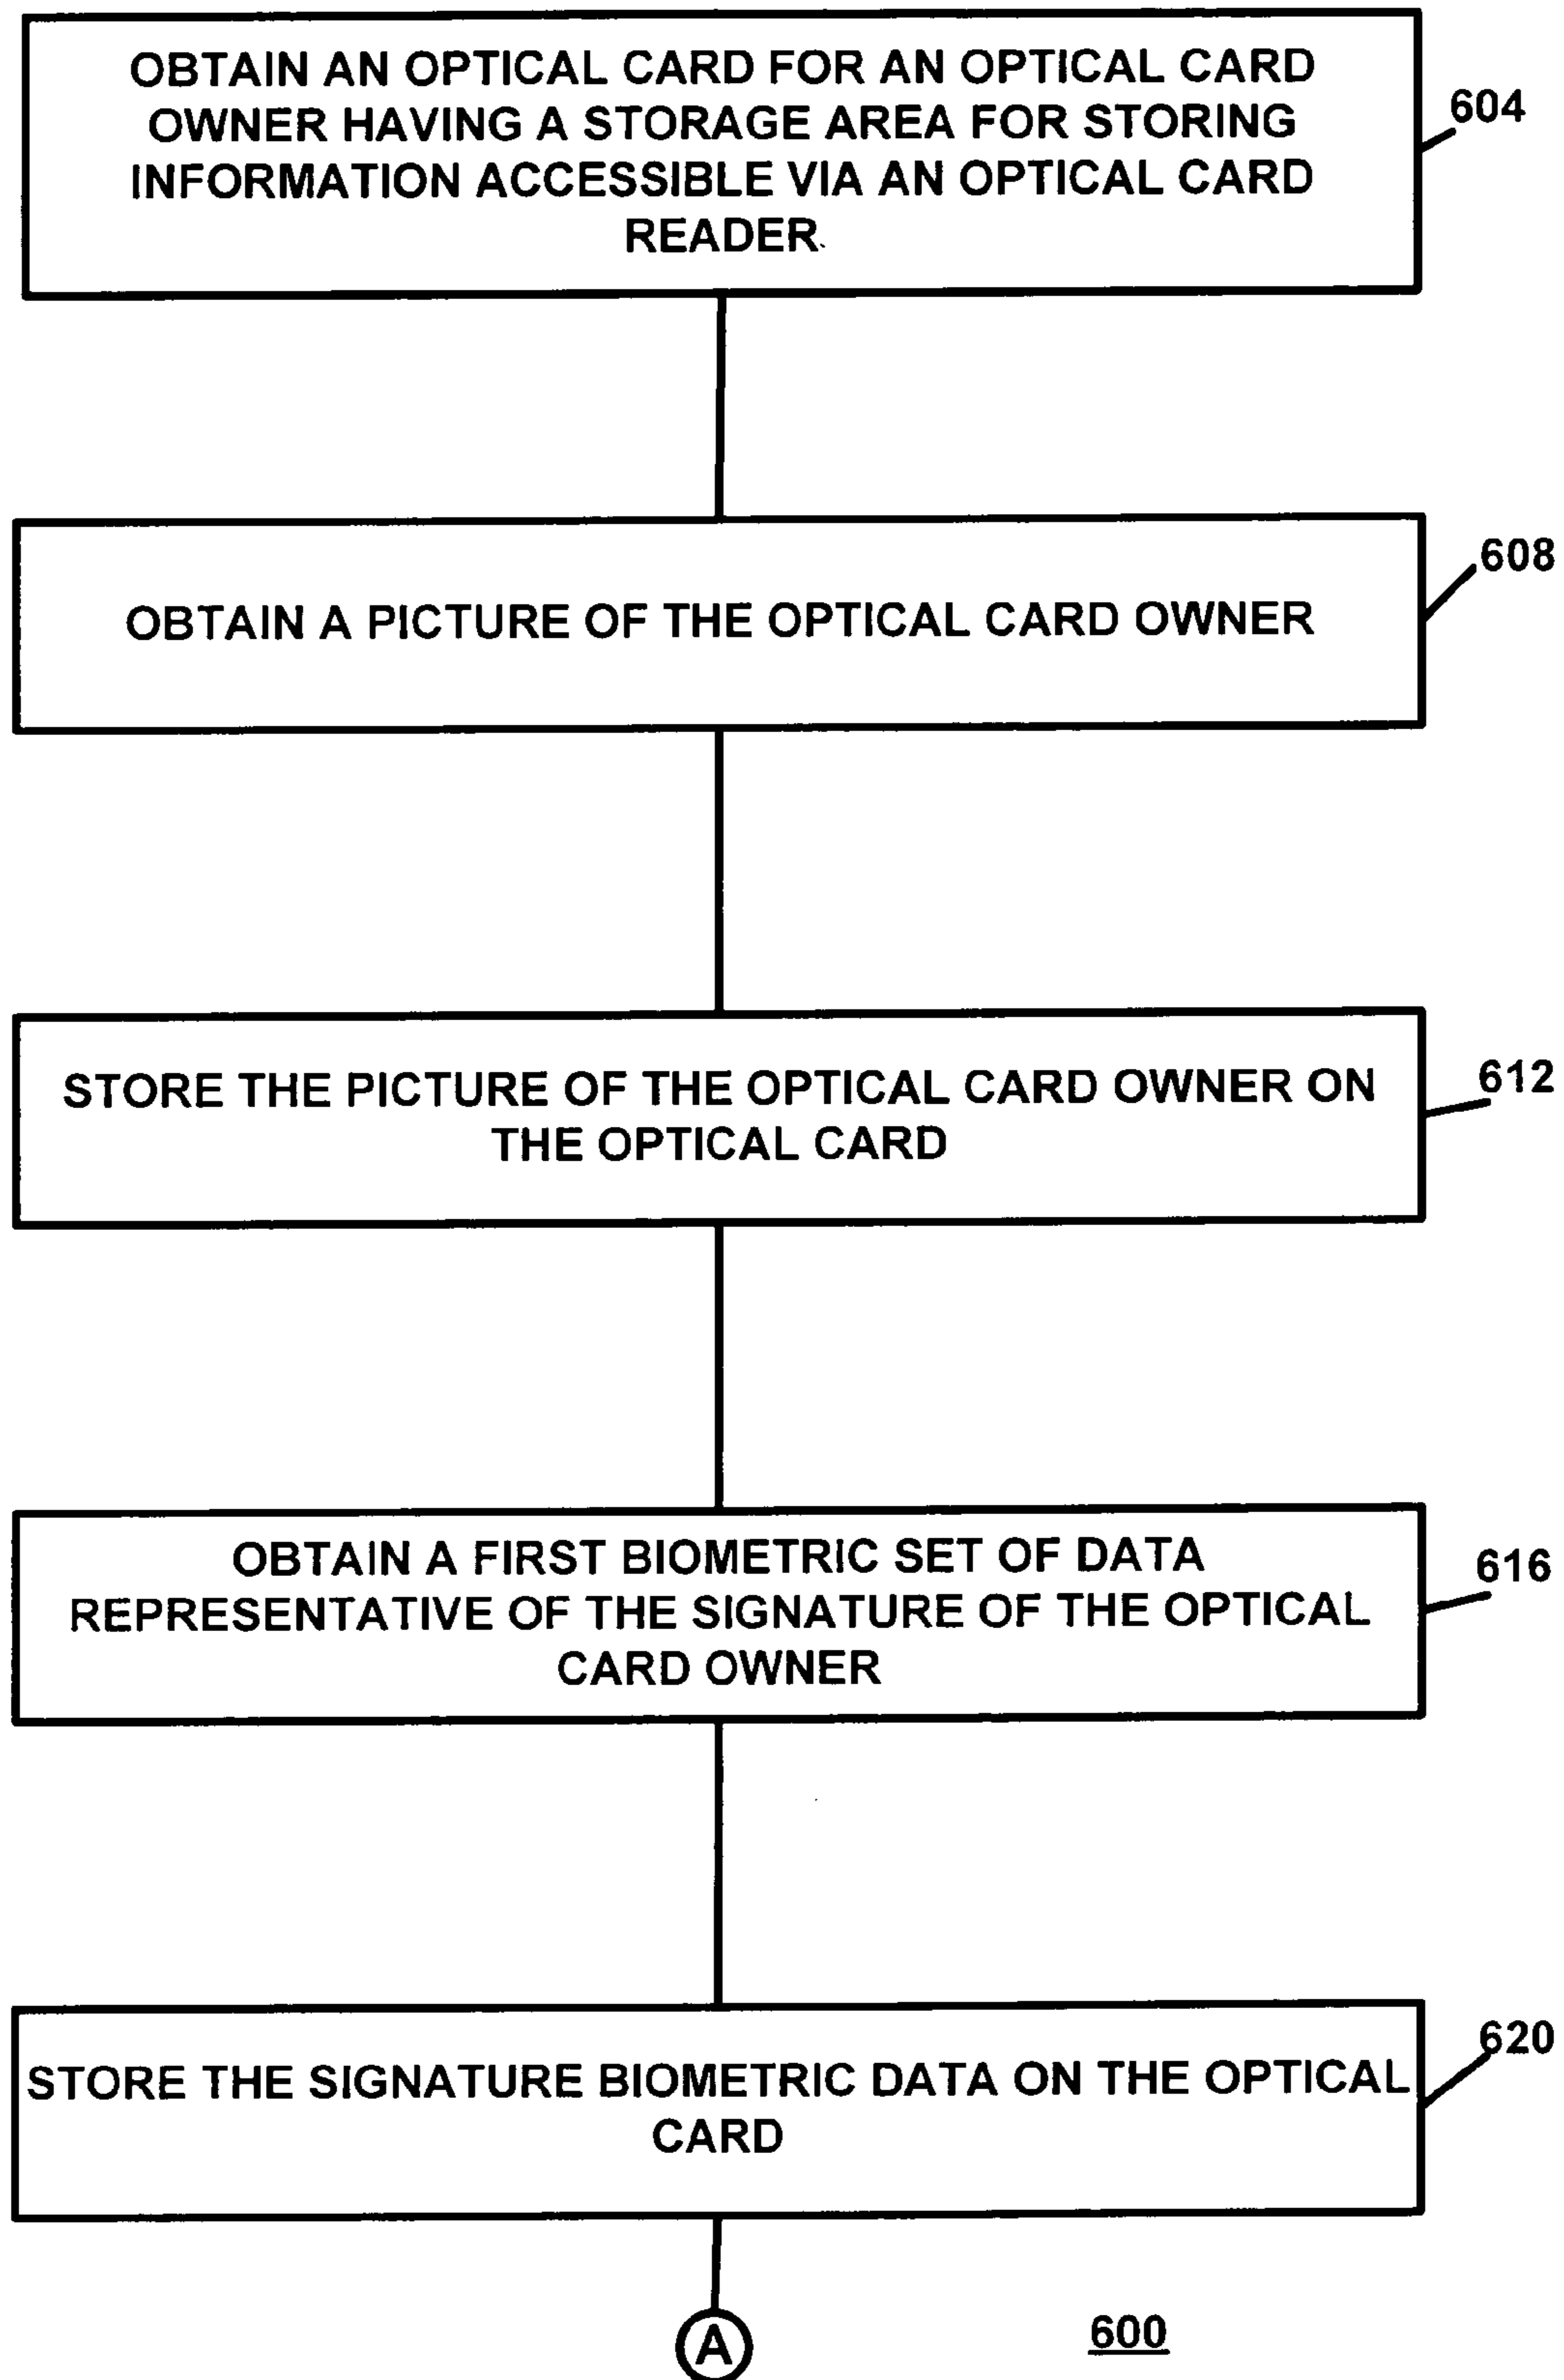 OBTAIN AN OPTICAL CARD FOR AN OPTICAL CARD
OWNER HAVING A STORAGE AREA FOR STORING
INFORMATION ACCESSIBLE VIA AN OPTICAL CARD
READER.
604
OBTAIN A PICTURE OF THE OPTICAL CARD OWNER
608
STORE THE PICTURE OF THE OPTICAL CARD OWNER ON
THE OPTICAL CARD
612
OBTAIN A FIRST BIOMETRIC SET OF DATA
REPRESENTATIVE OF THE SIGNATURE OF THE OPTICAL
CARD OWNER
616
STORE THE SIGNATURE BIOMETRIC DATA ON THE OPTICAL
CARD
620
A
600